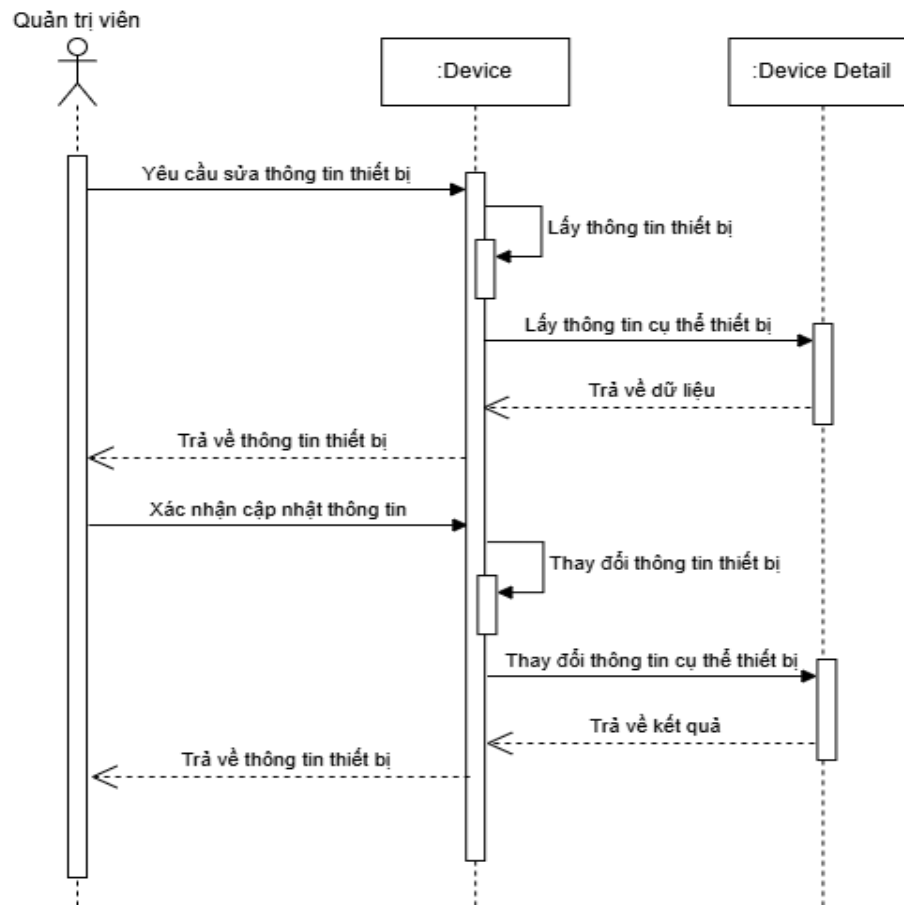 Quản trị viên
:Device
:Device Detail
Yêu cầu sửa thông tin thiết bị
Lấy thông tin thiết bị
Lấy thông tin cụ thể thiết bị
Trả về dữ liệu
Trả về thông tin thiết bị
Xác nhận cập nhật thông tin
Thay đổi thông tin thiết bị
Thay đổi thông tin cụ thể thiết bị
Trả về kết quả
Trả về thông tin thiết bị